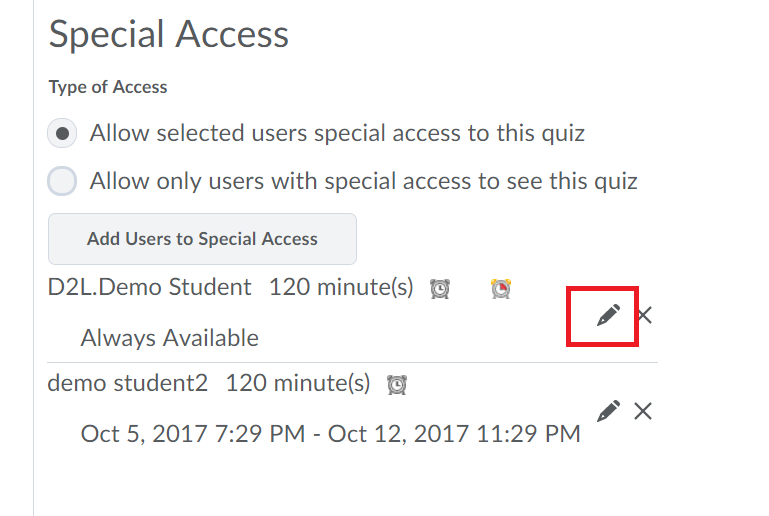 Special Access
Type of Access
Allow selected users special access to this quiz
Allow only users with special access to see this quiz
Add Users to Special Access
D2L.Demo Student 120 minute(s)
Always Available
demo student2 120 minute(s)
Oct 5, 2017 7:29 PM - Oct 12, 2017 11:29 PM